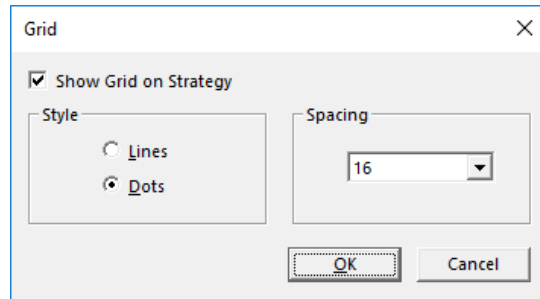 Grid
Show Grid on Strategy
Style
Lines
Dots
Spacing
16
OK
Cancel